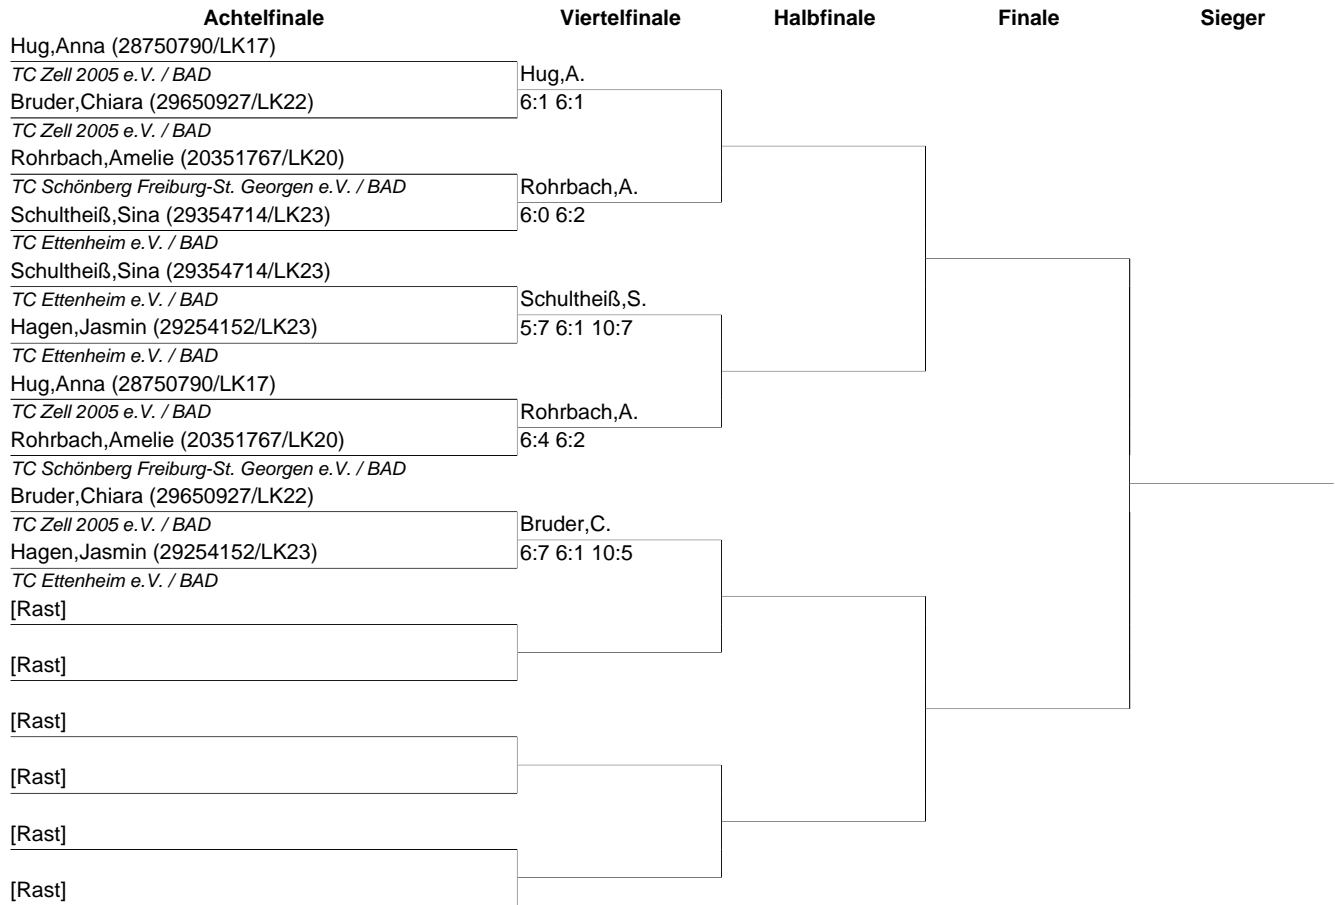 Achtelfinale Viertelfinale Halbfinale Finale Sieger
Hug,Anna (28750790/LK17)
TC Zell 2005 e.V. / BAD Hug,A.
Bruder,Chiara (29650927/LK22) 6:1 6:1
TC Zell 2005 e.V. / BAD
Rohrbach,Amelie (20351767/LK20)
TC Schönberg Freiburg-St. Georgen e.V. / BAD Rohrbach,A.
Schultheiß,Sina (29354714/LK23) 6:0 6:2
TC Ettenheim e.V. / BAD
Schultheiß,Sina (29354714/LK23)
TC Ettenheim e.V. / BAD Schultheiß,S.
Hagen,Jasmin (29254152/LK23) 5:7 6:1 10:7
TC Ettenheim e.V. / BAD
Hug,Anna (28750790/LK17)
TC Zell 2005 e.V. / BAD Rohrbach,A.
Rohrbach,Amelie (20351767/LK20) 6:4 6:2
TC Schönberg Freiburg-St. Georgen e.V. / BAD
Bruder,Chiara (29650927/LK22)
TC Zell 2005 e.V. / BAD Bruder,C.
Hagen,Jasmin (29254152/LK23) 6:7 6:1 10:5
TC Ettenheim e.V. / BAD
[Rast]
[Rast]
[Rast]
[Rast]
[Rast]
[Rast]